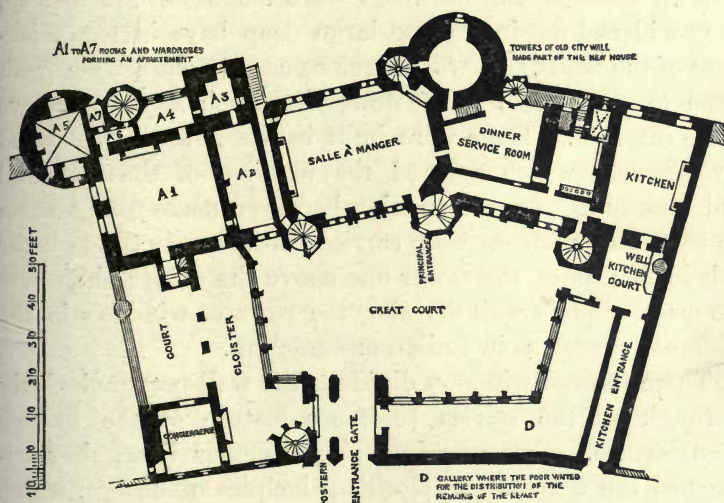 A1 TO A7 ROOMS AND WARDROBES
FORMING AN APPARTEMENT
TOWERS OF OLD CITY WALL
MADE PART OF THE NEW HOUSE
A5
A7
A6
A4
A3
A1
A2
SALLE À MANGER
DINNER
SERVICE ROOM
KITCHEN
PRINCIPAL
ENTRANCE
WELL
KITCHEN
COURT
GREAT COURT
COURT
CLOISTER
CONCIERGERIE
POSTERN
ENTRANCE GATE
D
KITCHEN ENTRANCE
50 FEET
40
30
20
10
0
10
D GALLERY WHERE THE POOR WAITED
FOR THE DISTRIBUTION OF THE
REMAINS OF THE FEAST